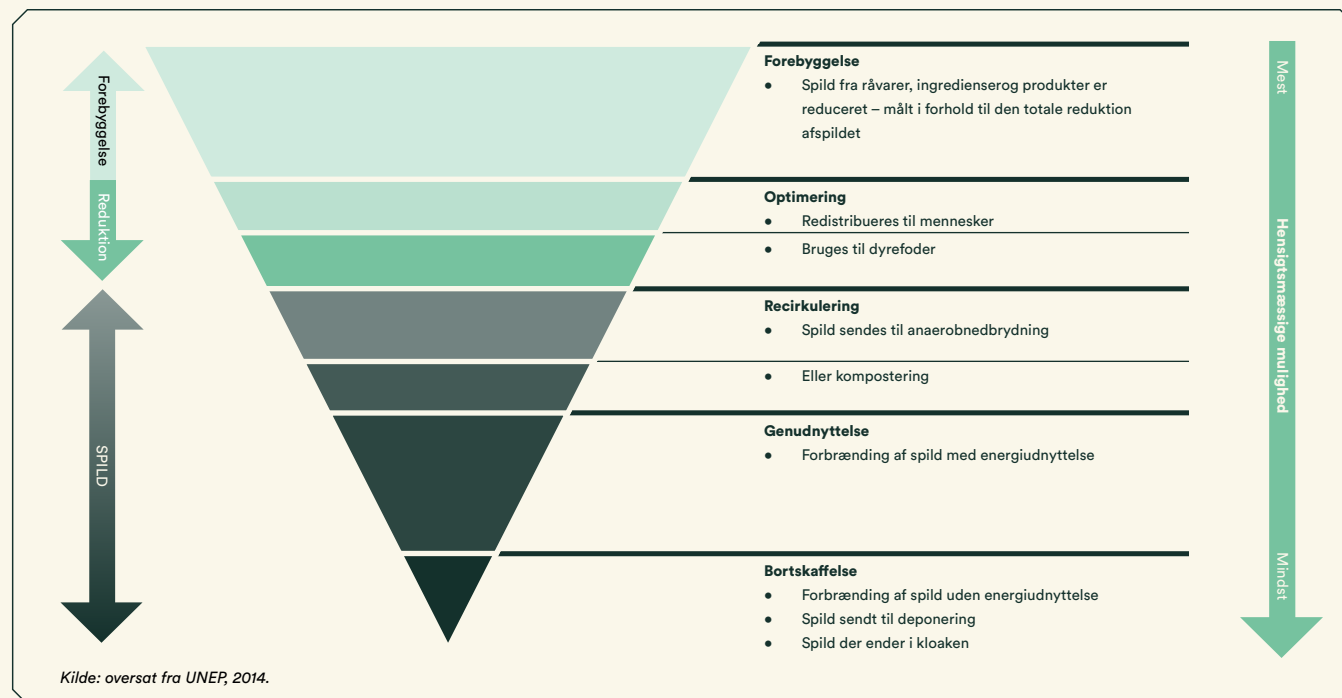 Forebyggelse
Reduktion
SPILD
Forebyggelse
● Spild fra råvarer, ingredienserog produkter er
reduceret – målt i forhold til den totale reduktion
afspildet
Optimering
● Redistribueres til mennesker
● Bruges til dyrefoder
Recirkulering
● Spild sendes til anaerobnedbrydning
● Eller kompostering
Genudnyttelse
● Forbrænding af spild med energiudnyttelse
Bortskaffelse
● Forbrænding af spild uden energiudnyttelse
● Spild sendt til deponering
● Spild der ender i kloaken
Mest
Hensigtsmæssige mulighed
Mindst
Kilde: oversat fra UNEP, 2014.